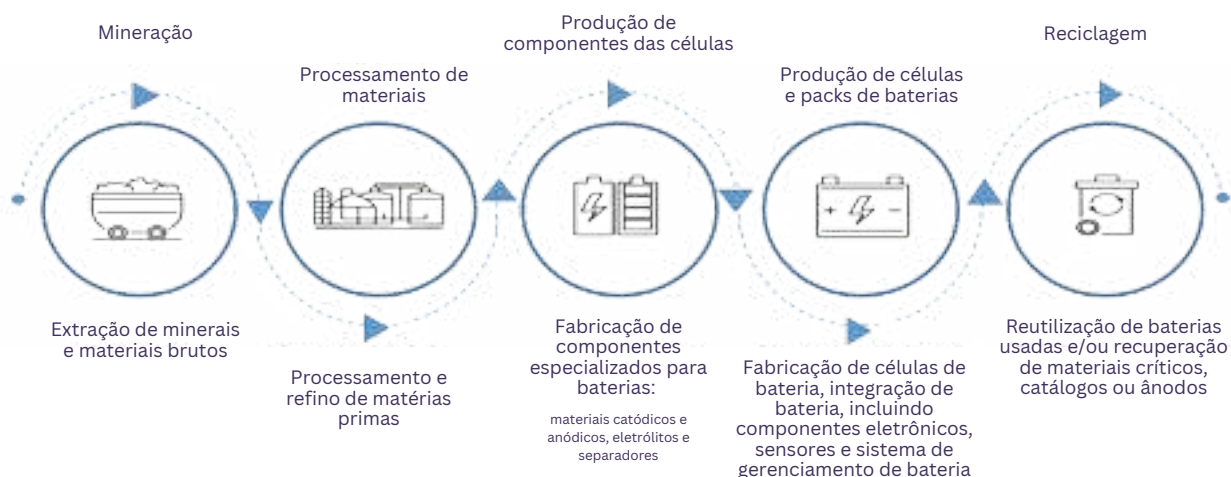 Mineração
Processamento de
materiais
Produção de
componentes das células
Produção de células
e packs de baterias
Reciclagem
Extração de minerais
e materiais brutos
Processamento e
refino de matérias
primas
Fabricação de
componentes
especializados para
baterias:
materiais catódicos e
anódicos, eletrólitos e
separadores
Fabricação de células de
bateria, integração de
bateria, incluindo
componentes eletrônicos,
sensores e sistema de
gerenciamento de bateria
Reutilização de baterias
usadas e/ou recuperação
de materiais críticos,
catálogos ou ânodos